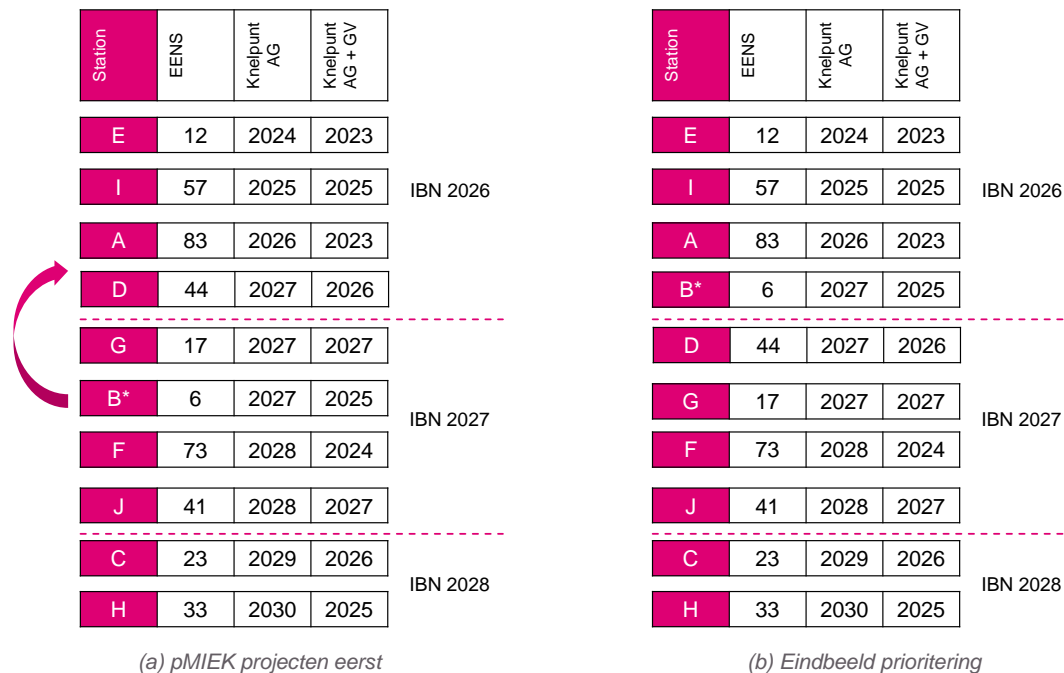 Station EENS Knelpunt AG Knelpunt AG + GV
E 12 2024 2023
I 57 2025 2025 IBN 2026
A 83 2026 2023
D 44 2027 2026
G 17 2027 2027
B* 6 2027 2025 IBN 2027
F 73 2028 2024
J 41 2028 2027
C 23 2029 2026 IBN 2028
H 33 2030 2025
(a) pMIEK projecten eerst
Station EENS Knelpunt AG Knelpunt AG + GV
E 12 2024 2023
I 57 2025 2025 IBN 2026
A 83 2026 2023
B* 6 2027 2025
D 44 2027 2026
G 17 2027 2027 IBN 2027
F 73 2028 2024
J 41 2028 2027
C 23 2029 2026 IBN 2028
H 33 2030 2025
(b) Eindbeeld prioritering